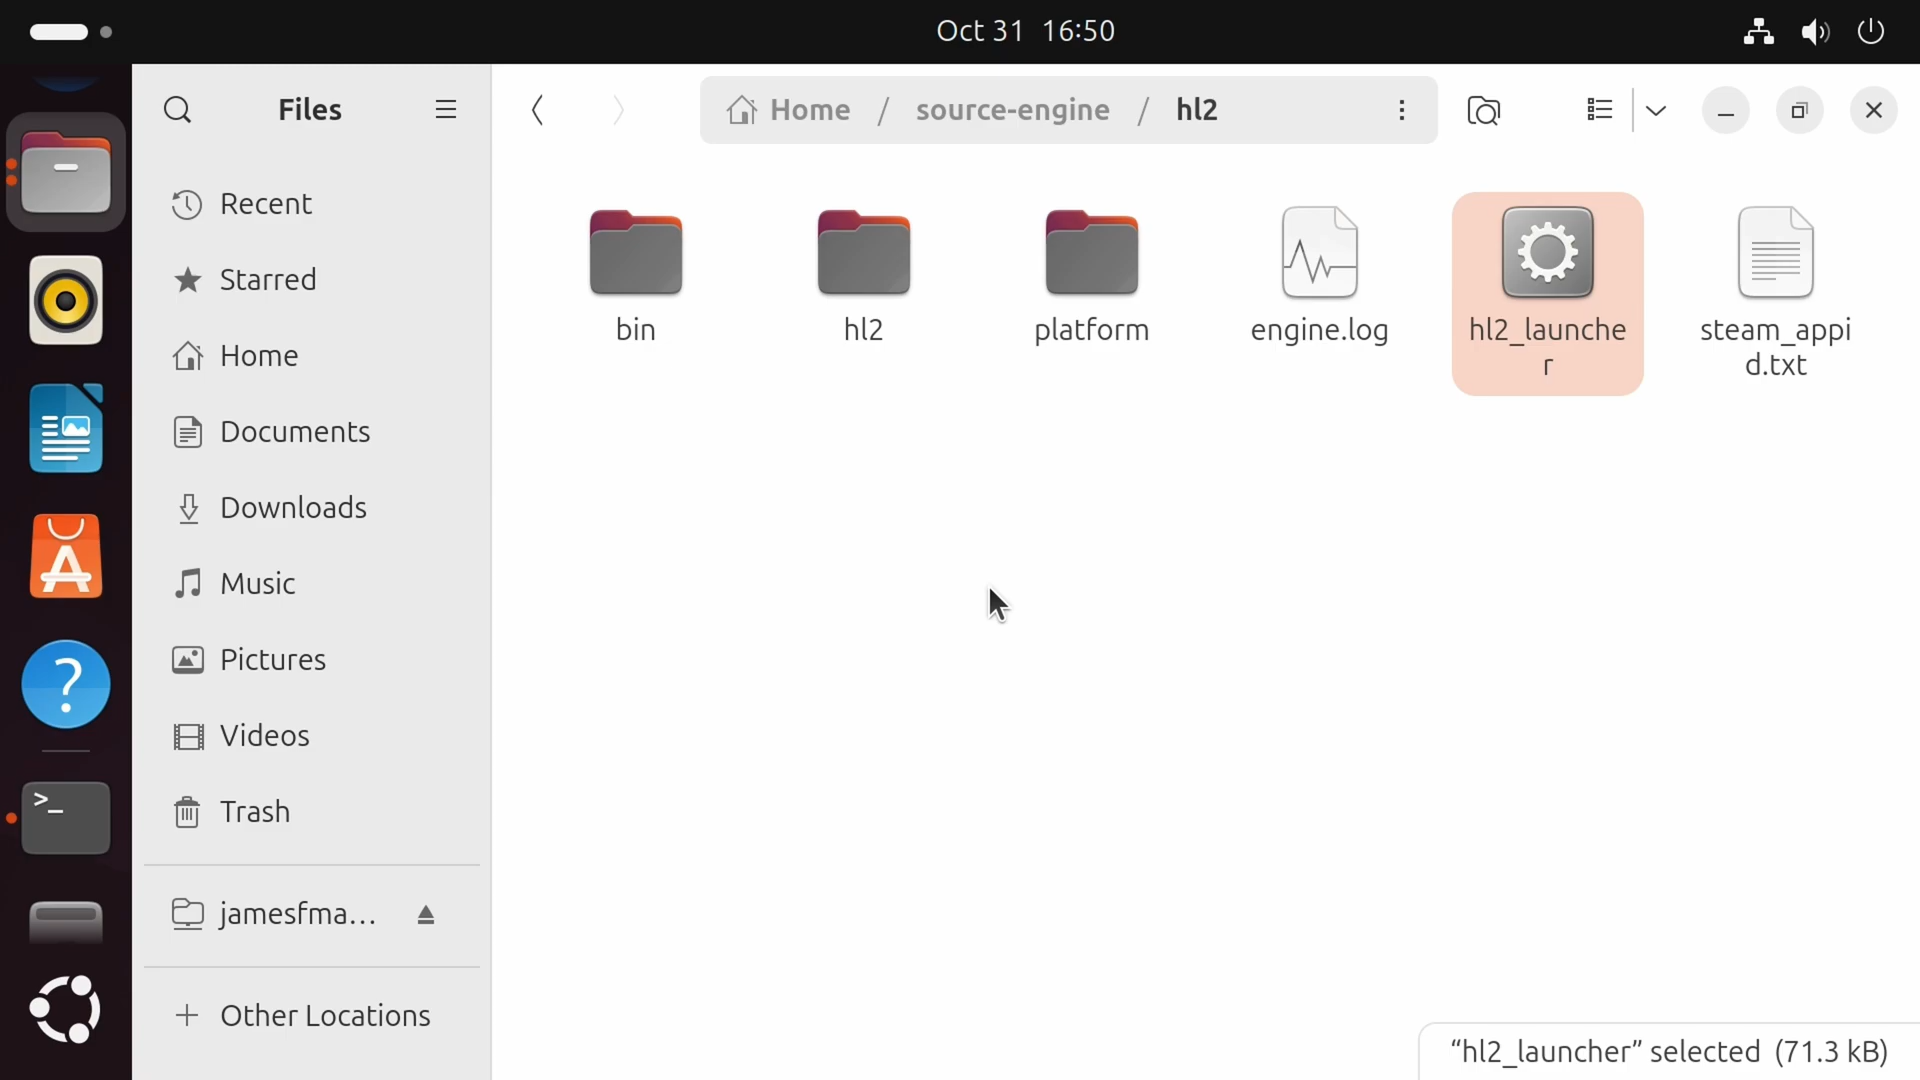 Oct 31 16:50
Files
Home / source-engine / hl2
Recent
Starred
Home
Documents
Downloads
Music
Pictures
Videos
Trash
jamesfma...
Other Locations
bin
hl2
platform
engine.log
hl2_launche
r
steam_appi
d.txt
>_
A
?
“hl2_launcher” selected (71.3 kB)